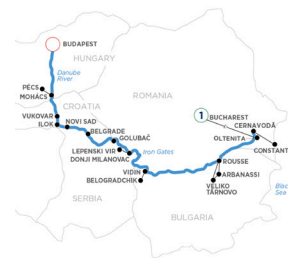 BUDAPEST
HUNGARY
Danube
River
PÉCS
MOHÁCS
ROMANIA
CROATIA
VUKOVAR
ILOK
NOVI SAD
BELGRADE
GOLUBAČ
LEPENSKI VIR
DONJI MILANOVAC
Iron Gates
1
BUCHAREST
CERNAVODĂ
OLTENITA
CONSTANT
VIDIN
BELOGRADCHIK
ROUSSE
ARBANASSI
VELIKO
TARNOVO
Blac
Sea
SERBIA
BULGARIA